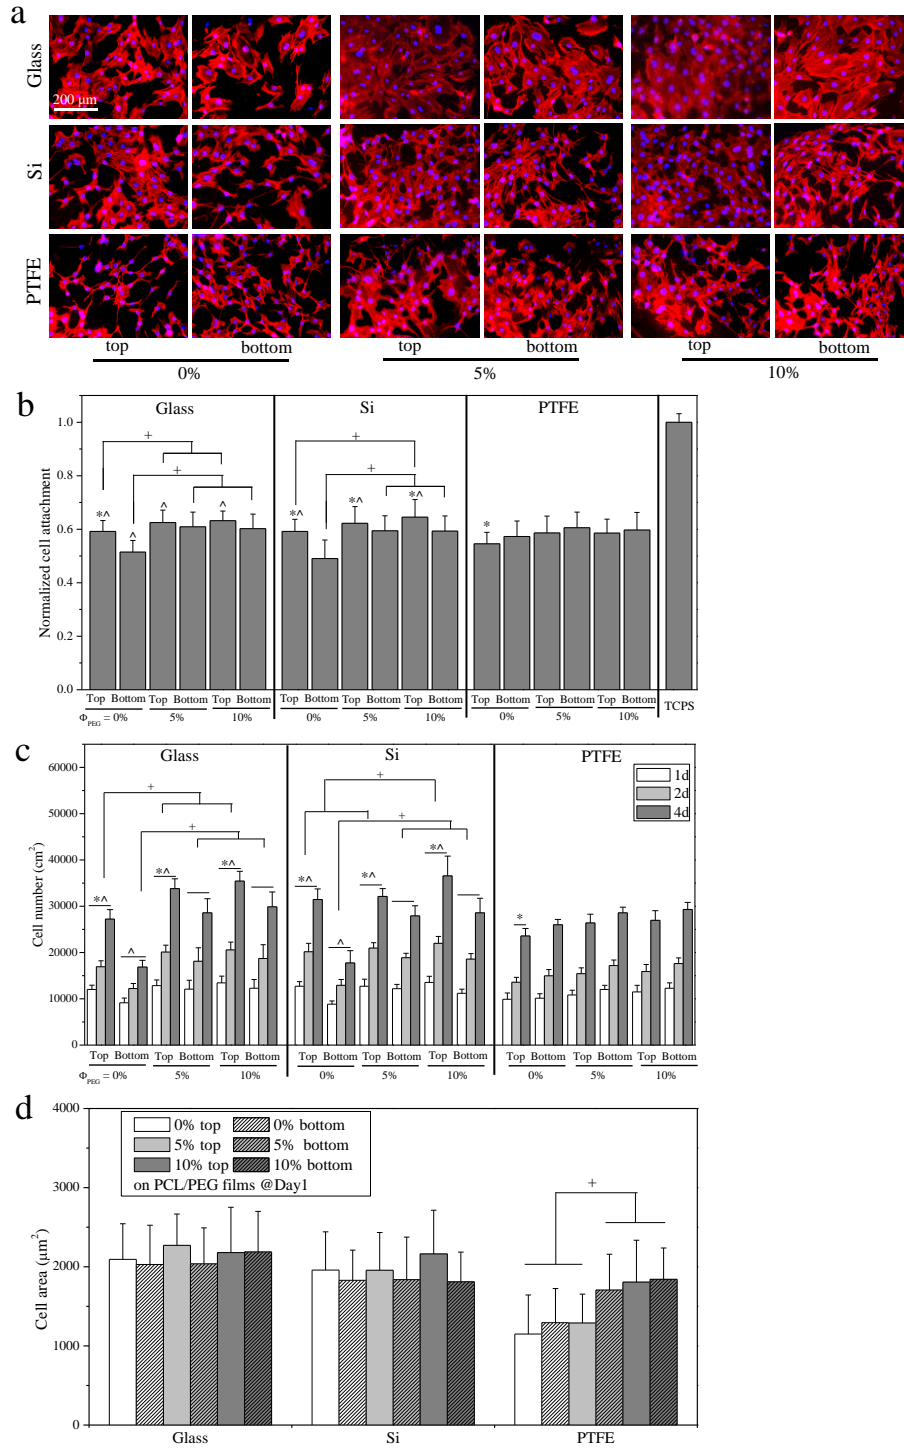 a
Glass
200 μm
Si
PTFE
top bottom top bottom top bottom
0% 5% 10%
b
Glass Si PTFE
Normalized cell attachment
1.0
0.8
0.6
0.4
0.2
0.0
+ + + +
*^ ^ ^ ^ *^ *^ *^ *
Top Bottom Top Bottom Top Bottom Top Bottom Top Bottom Top Bottom Top Bottom Top Bottom Top Bottom TCPS
Φ_PEG = 0% 5% 10% 0% 5% 10% 0% 5% 10%
c
Glass Si PTFE
Cell number (cm²)
60000
50000
40000
30000
20000
10000
0
1d
2d
4d
+ + + +
*^ ^ *^ *^ *^ ^ *^ *^ *
Top Bottom Top Bottom Top Bottom Top Bottom Top Bottom Top Bottom Top Bottom Top Bottom Top Bottom
Φ_PEG = 0% 5% 10% 0% 5% 10% 0% 5% 10%
d
Cell area (μm²)
4000
3000
2000
1000
0
0% top 0% bottom
5% top 5% bottom
10% top 10% bottom
on PCL/PEG films @Day1
+
Glass Si PTFE